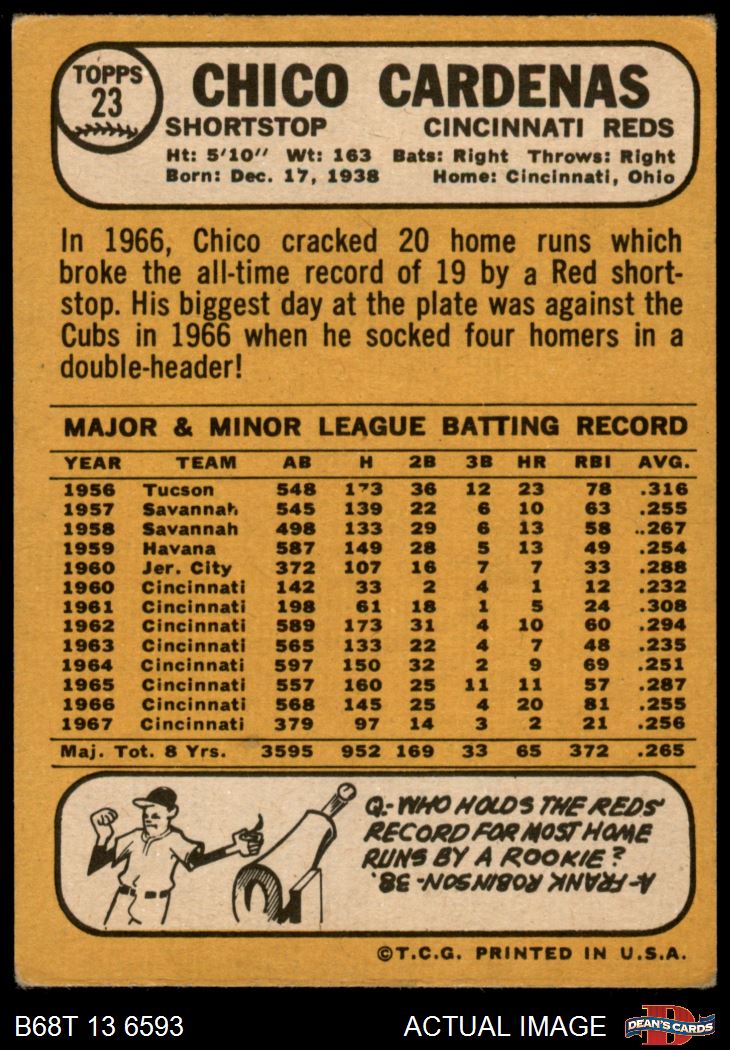 TOPPS
23
CHICO CARDENAS
SHORTSTOP CINCINNATI REDS
Ht: 5'10" Wt: 163 Bats: Right Throws: Right
Born: Dec. 17, 1938 Home: Cincinnati, Ohio
In 1966, Chico cracked 20 home runs which
broke the all-time record of 19 by a Red short-
stop. His biggest day at the plate was against the
Cubs in 1966 when he socked four homers in a
double-header!
MAJOR & MINOR LEAGUE BATTING RECORD
YEAR TEAM AB H 2B 3B HR RBI AVG.
1956 Tucson 548 173 36 12 23 78 .316
1957 Savannah 545 139 22 6 10 63 .255
1958 Savannah 498 133 29 6 13 58 .267
1959 Havana 587 149 28 5 13 49 .254
1960 Jer. City 372 107 16 7 7 33 .288
1960 Cincinnati 142 33 2 4 1 12 .232
1961 Cincinnati 198 61 18 1 5 24 .308
1962 Cincinnati 589 173 31 4 10 60 .294
1963 Cincinnati 565 133 22 4 7 48 .235
1964 Cincinnati 597 150 32 2 9 69 .251
1965 Cincinnati 557 160 25 11 11 57 .287
1966 Cincinnati 568 145 25 4 20 81 .255
1967 Cincinnati 379 97 14 3 2 21 .256
Maj. Tot. 8 Yrs. 3595 952 169 33 65 372 .265
Q.- WHO HOLDS THE REDS'
RECORD FOR MOST HOME
RUNS BY A ROOKIE?
A- FRANK ROBINSON- 38.
©T.C.G. PRINTED IN U.S.A.
B68T 13 6593 ACTUAL IMAGE
D
DEAN'S CARDS